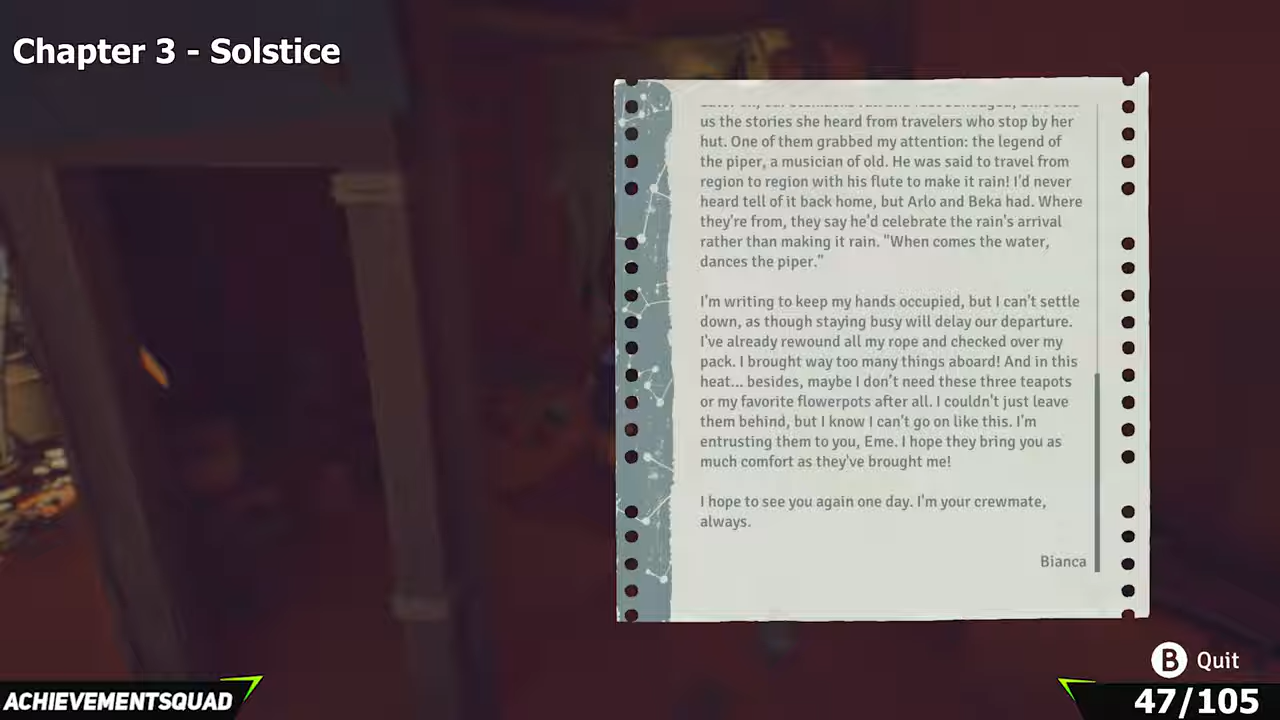 Chapter 3 - Solstice
us the stories she heard from travelers who stop by her
hut. One of them grabbed my attention: the legend of
the piper, a musician of old. He was said to travel from
region to region with his flute to make it rain! I'd never
heard tell of it back home, but Arlo and Beka had. Where
they're from, they say he'd celebrate the rain's arrival
rather than making it rain. "When comes the water,
dances the piper."
I'm writing to keep my hands occupied, but I can't settle
down, as though staying busy will delay our departure.
I've already rewound all my rope and checked over my
pack. I brought way too many things aboard! And in this
heat... besides, maybe I don't need these three teapots
or my favorite flowerpots after all. I couldn't just leave
them behind, but I know I can't go on like this. I'm
entrusting them to you, Eme. I hope they bring you as
much comfort as they've brought me!
I hope to see you again one day. I'm your crewmate,
always.
Bianca
B Quit
ACHIEVEMENTSQUAD
47/105